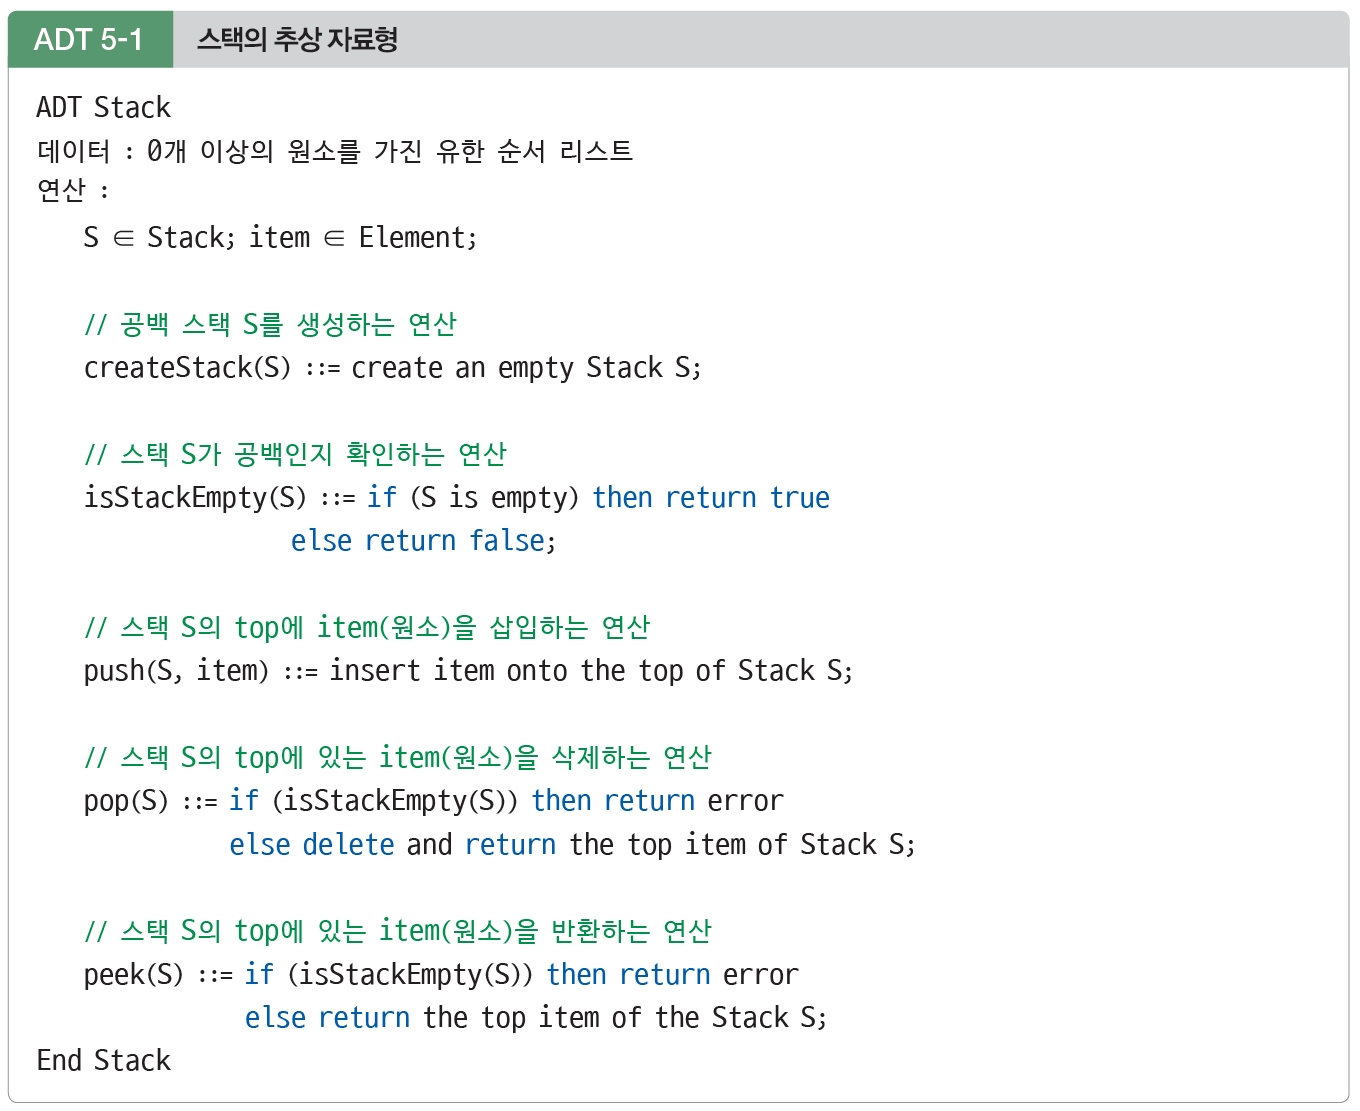 ADT 5-1 스택의 추상 자료형
ADT Stack
데이터 : 0개 이상의 원소를 가진 유한 순서 리스트
연산 :
S ∈ Stack; item ∈ Element;
// 공백 스택 S를 생성하는 연산
createStack(S) ::= create an empty Stack S;
// 스택 S가 공백인지 확인하는 연산
isStackEmpty(S) ::= if (S is empty) then return true
else return false;
// 스택 S의 top에 item(원소)을 삽입하는 연산
push(S, item) ::= insert item onto the top of Stack S;
// 스택 S의 top에 있는 item(원소)을 삭제하는 연산
pop(S) ::= if (isStackEmpty(S)) then return error
else delete and return the top item of Stack S;
// 스택 S의 top에 있는 item(원소)을 반환하는 연산
peek(S) ::= if (isStackEmpty(S)) then return error
else return the top item of the Stack S;
End Stack